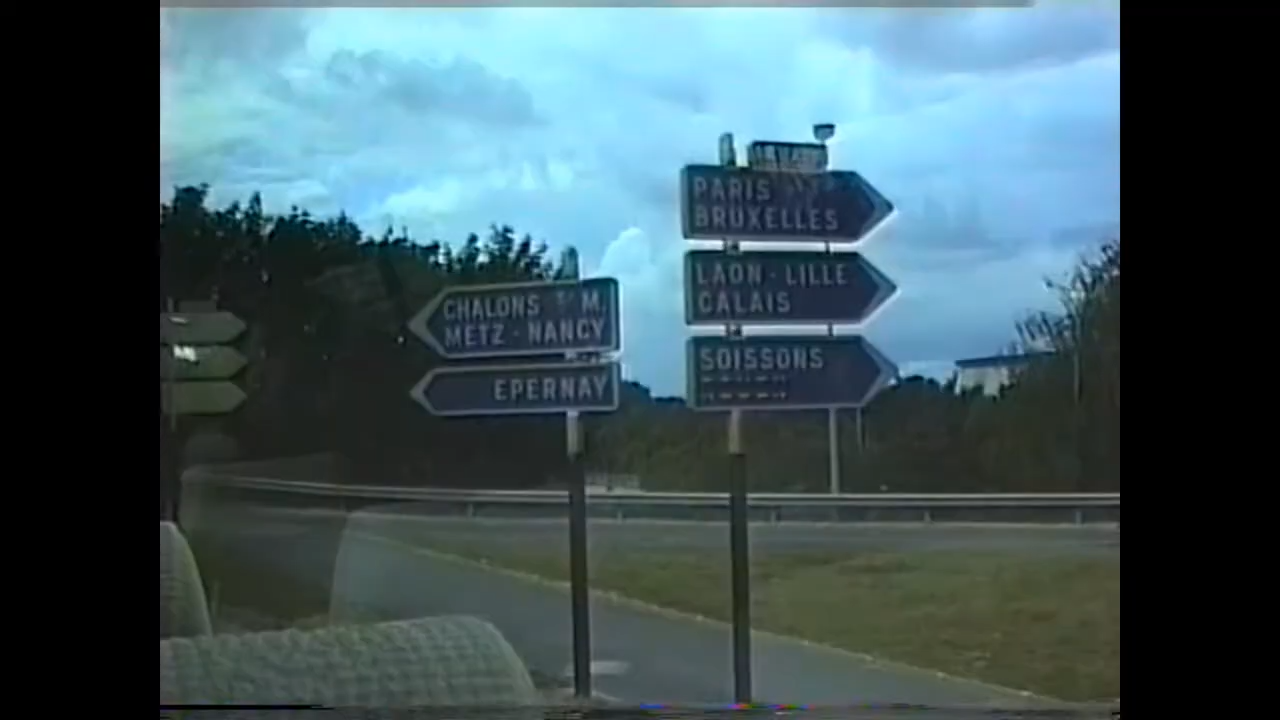 CHALONS S/ M.
METZ - NANCY
EPERNAY
PARIS
BRUXELLES
LAON - LILLE
CALAIS
SOISSONS